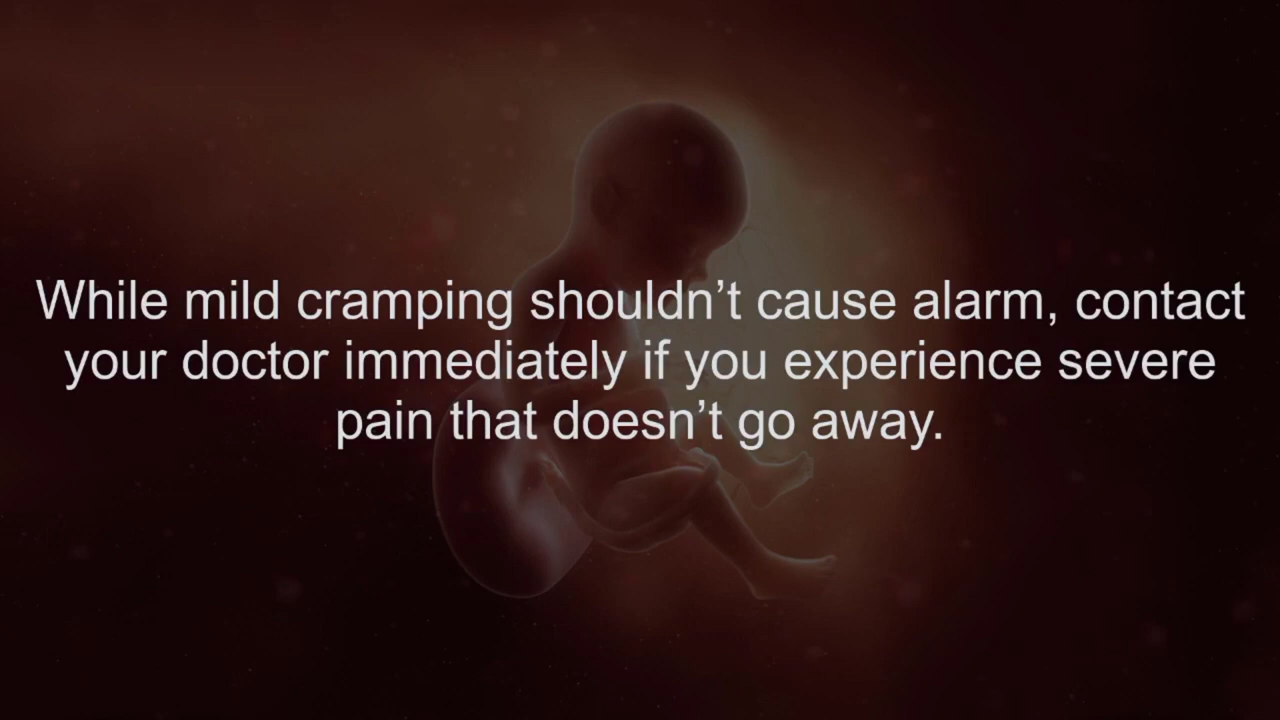 While mild cramping shouldn’t cause alarm, contact
your doctor immediately if you experience severe
pain that doesn’t go away.